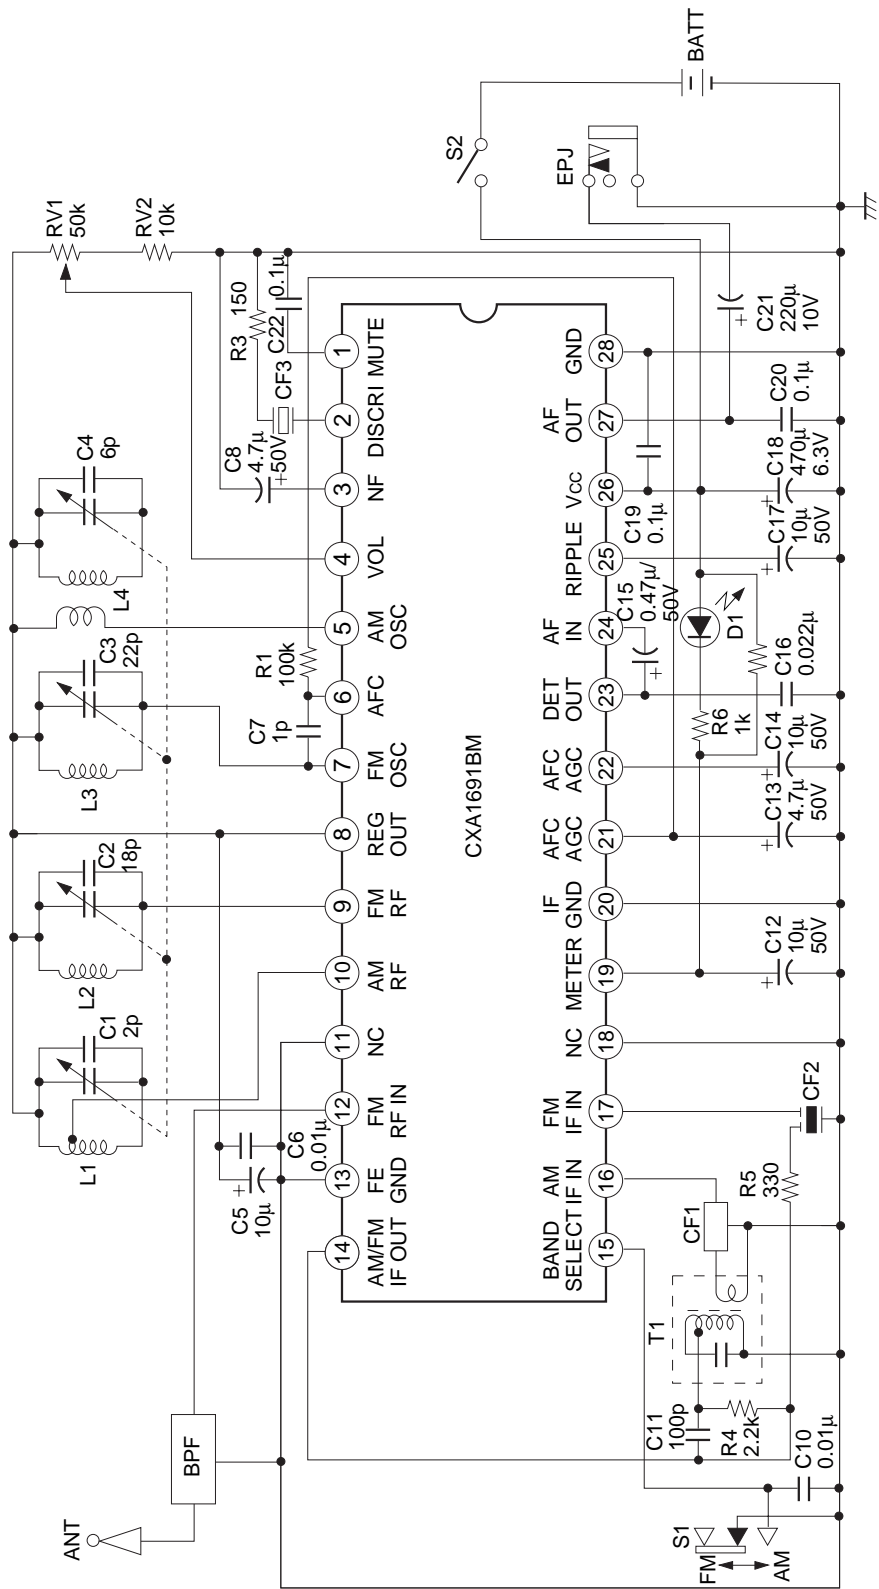 ANT
BPF
L1
C1
2p
L2
C2
18p
L3
C3
22p
L4
C4
6p
RV1
50k
RV2
10k
C5
10µ
C6
0.01µ
C7
1p
R1
100k
C8
4.7µ
50V
R3 150
CF3
C22 0.1µ
14
13
12
11
10
9
8
7
6
5
4
3
2
1
AM/FM
IF OUT
FE
GND
FM
RF IN
NC
AM
RF
FM
RF
REG
OUT
FM
OSC
AFC
AM
OSC
VOL
NF
DISCRI
MUTE
CXA1691BM
BAND
SELECT
AM
IF IN
FM
IF IN
NC
METER
IF
GND
AFC
AGC
AFC
AGC
DET
OUT
AF
IN
RIPPLE
Vcc
AF
OUT
GND
15
16
17
18
19
20
21
22
23
24
25
26
27
28
S1
FM
AM
C10
0.01µ
C11
100p
R4
2.2k
T1
CF1
R5
330
CF2
C12
10µ
50V
C13
4.7µ
50V
C14
10µ
50V
R6
1k
C16
0.022µ
D1
C15
0.47µ/
50V
C19
0.1µ
C17
10µ
50V
C18
470µ
6.3V
C20
0.1µ
C21
220µ
10V
S2
EPJ
BATT